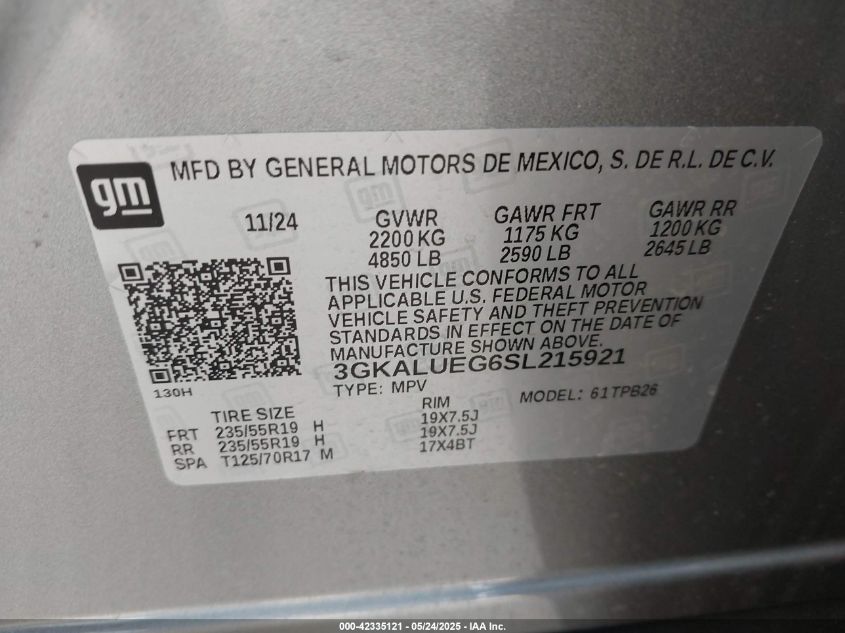 gm
MFD BY GENERAL MOTORS DE MEXICO, S. DE R.L. DE C.V.
11/24 GVWR GAWR FRT GAWR RR
2200 KG 1175 KG 1200 KG
4850 LB 2590 LB 2645 LB
THIS VEHICLE CONFORMS TO ALL
APPLICABLE U.S. FEDERAL MOTOR
VEHICLE SAFETY AND THEFT PREVENTION
STANDARDS IN EFFECT ON THE DATE OF
MANUFACTURE SHOWN ABOVE.
3GKALUEG6SL215921
130H TYPE: MPV MODEL: 61TPB26
TIRE SIZE RIM
FRT 235/55R19 H 19X7.5J
RR 235/55R19 H 19X7.5J
SPA T125/70R17 M 17X4BT
000-42335121 - 05/24/2025 - IAA Inc.